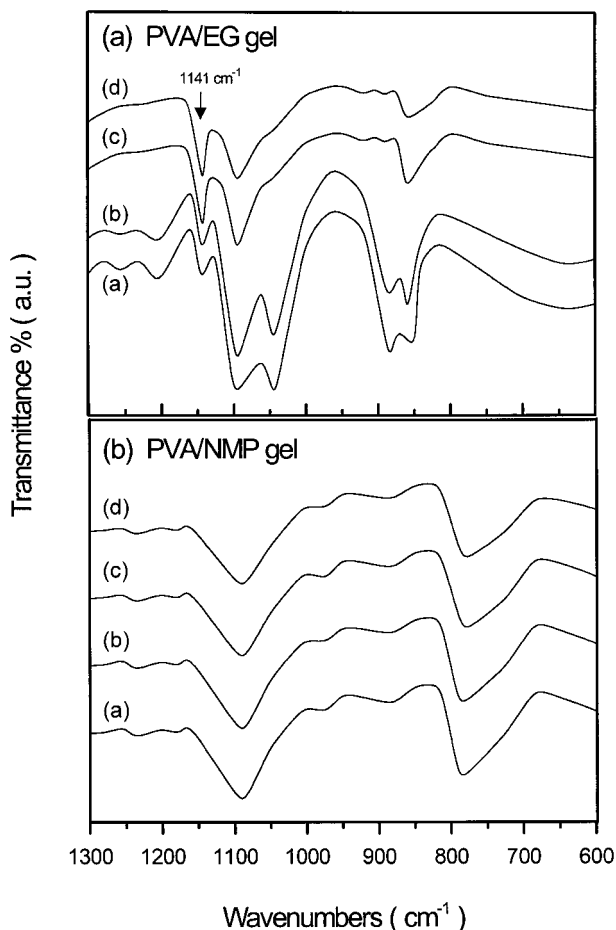 (a) PVA/EG gel
1141 cm⁻¹
(d)
(c)
(b)
(a)
Transmittance % ( a.u. )
(b) PVA/NMP gel
(d)
(c)
(b)
(a)
1300 1200 1100 1000 900 800 700 600
Wavenumbers ( cm⁻¹ )